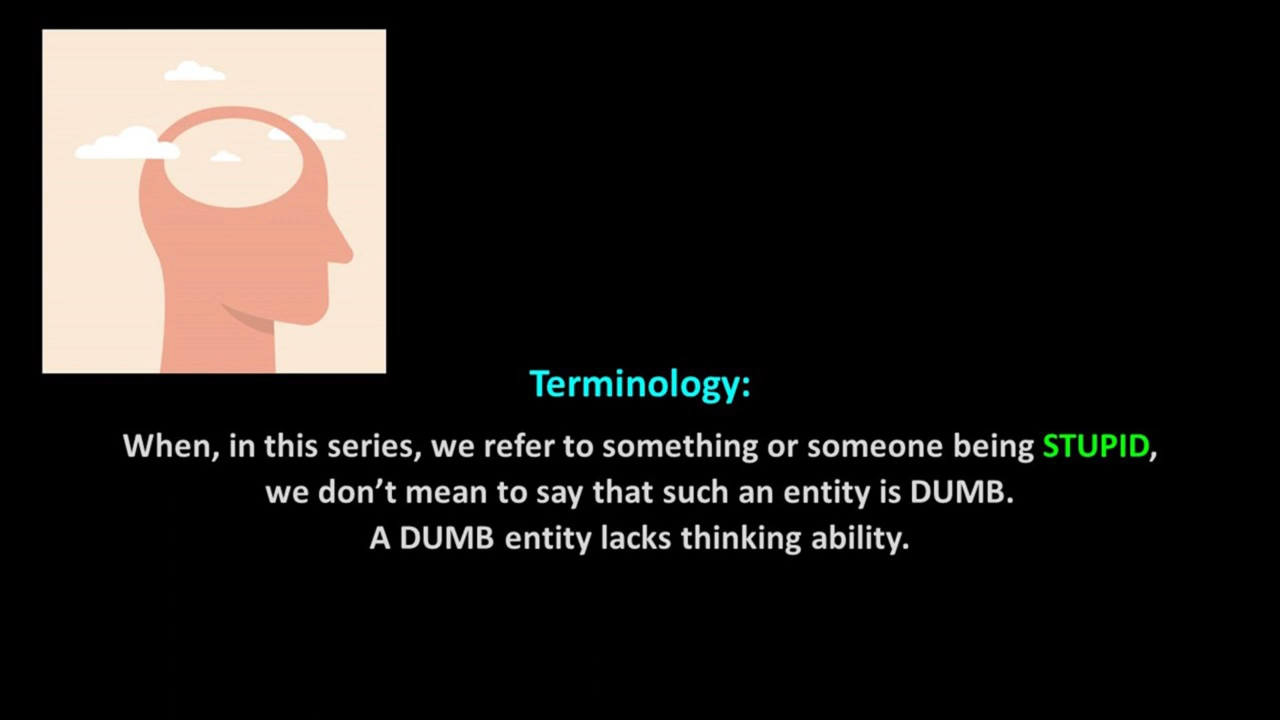 Terminology:
When, in this series, we refer to something or someone being STUPID,
we don’t mean to say that such an entity is DUMB.
A DUMB entity lacks thinking ability.